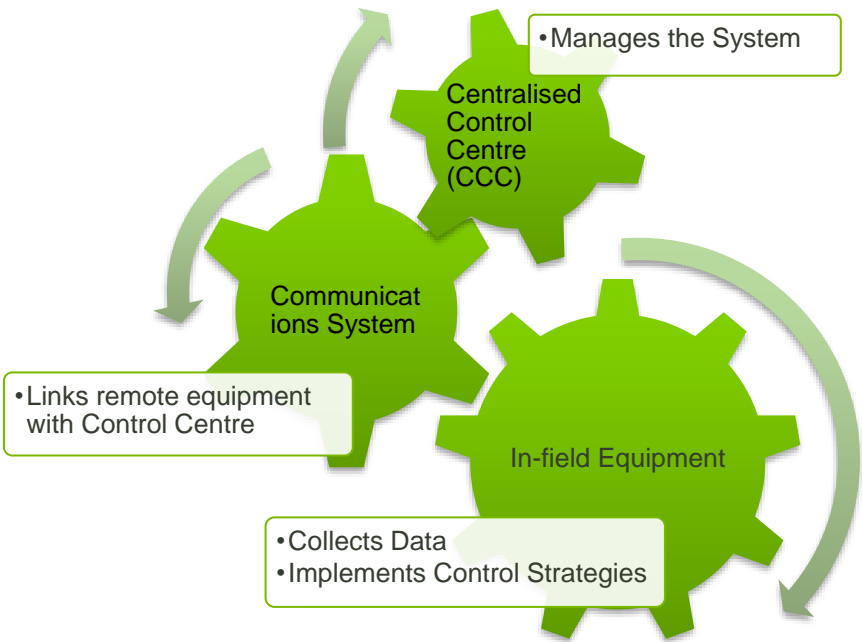 •Manages the System
Centralised
Control
Centre
(CCC)
Communicat
ions System
•Links remote equipment
with Control Centre
In-field Equipment
•Collects Data
•Implements Control Strategies